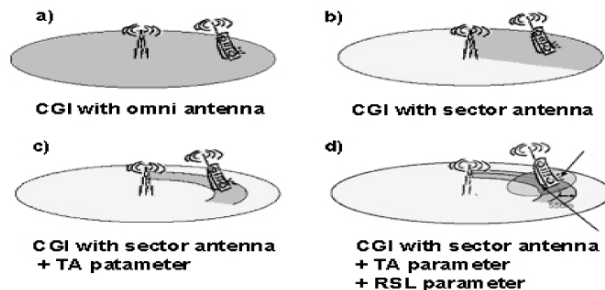 a)
CGI with omni antenna
b)
CGI with sector antenna
c)
CGI with sector antenna
+ TA patameter
d)
CGI with sector antenna
+ TA parameter
+ RSL parameter